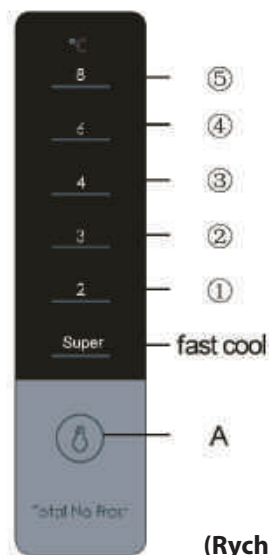 °C
8 ⑤
6 ④
4 ③
3 ②
2 ①
Super fast cool
A
Total No Frost
(Rych